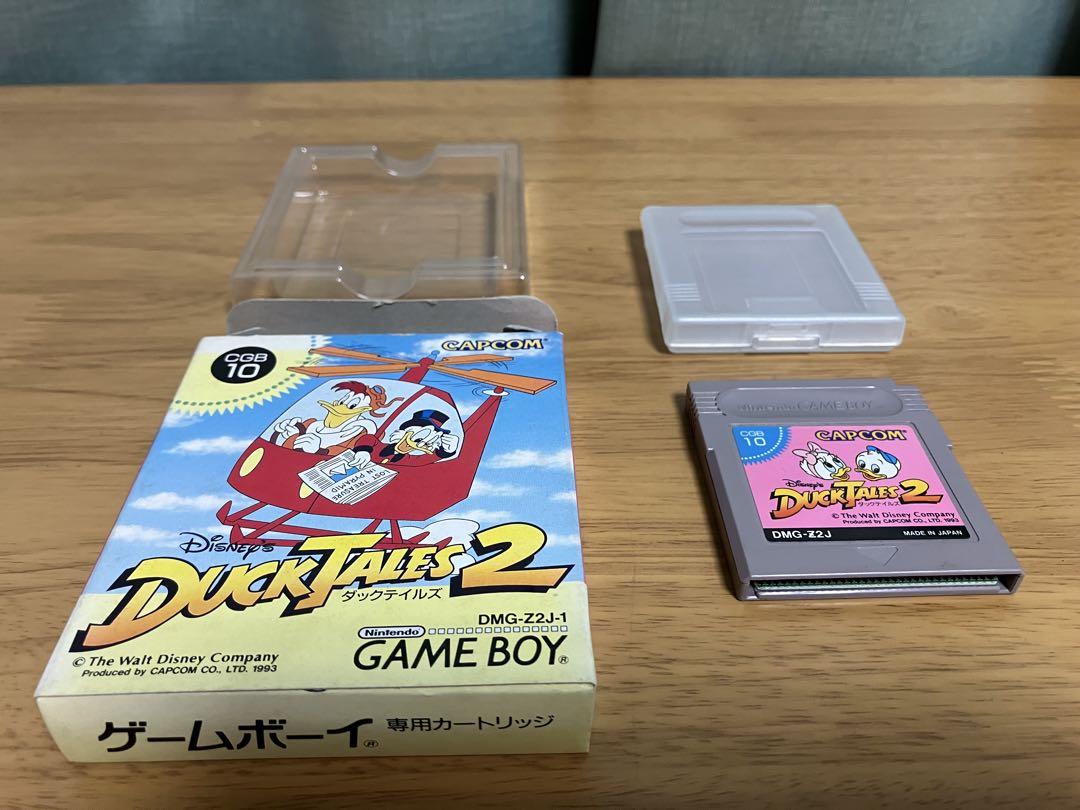 CGB
10
CAPCOM
LOST TREASURE
IN PYRAMID
Disney's
DUCKTALES 2
ダックテイルズ
DMG-Z2J-1
Nintendo
GAME BOY®
© The Walt Disney Company
Produced by CAPCOM CO., LTD. 1993
ゲームボーイ® 専用カートリッジ
Nintendo GAME BOY
CGB
10
CAPCOM
Disney's
DUCKTALES 2
ダックテイルズ
© The Walt Disney Company
Produced by CAPCOM CO., LTD. 1993
DMG-Z2J
MADE IN JAPAN